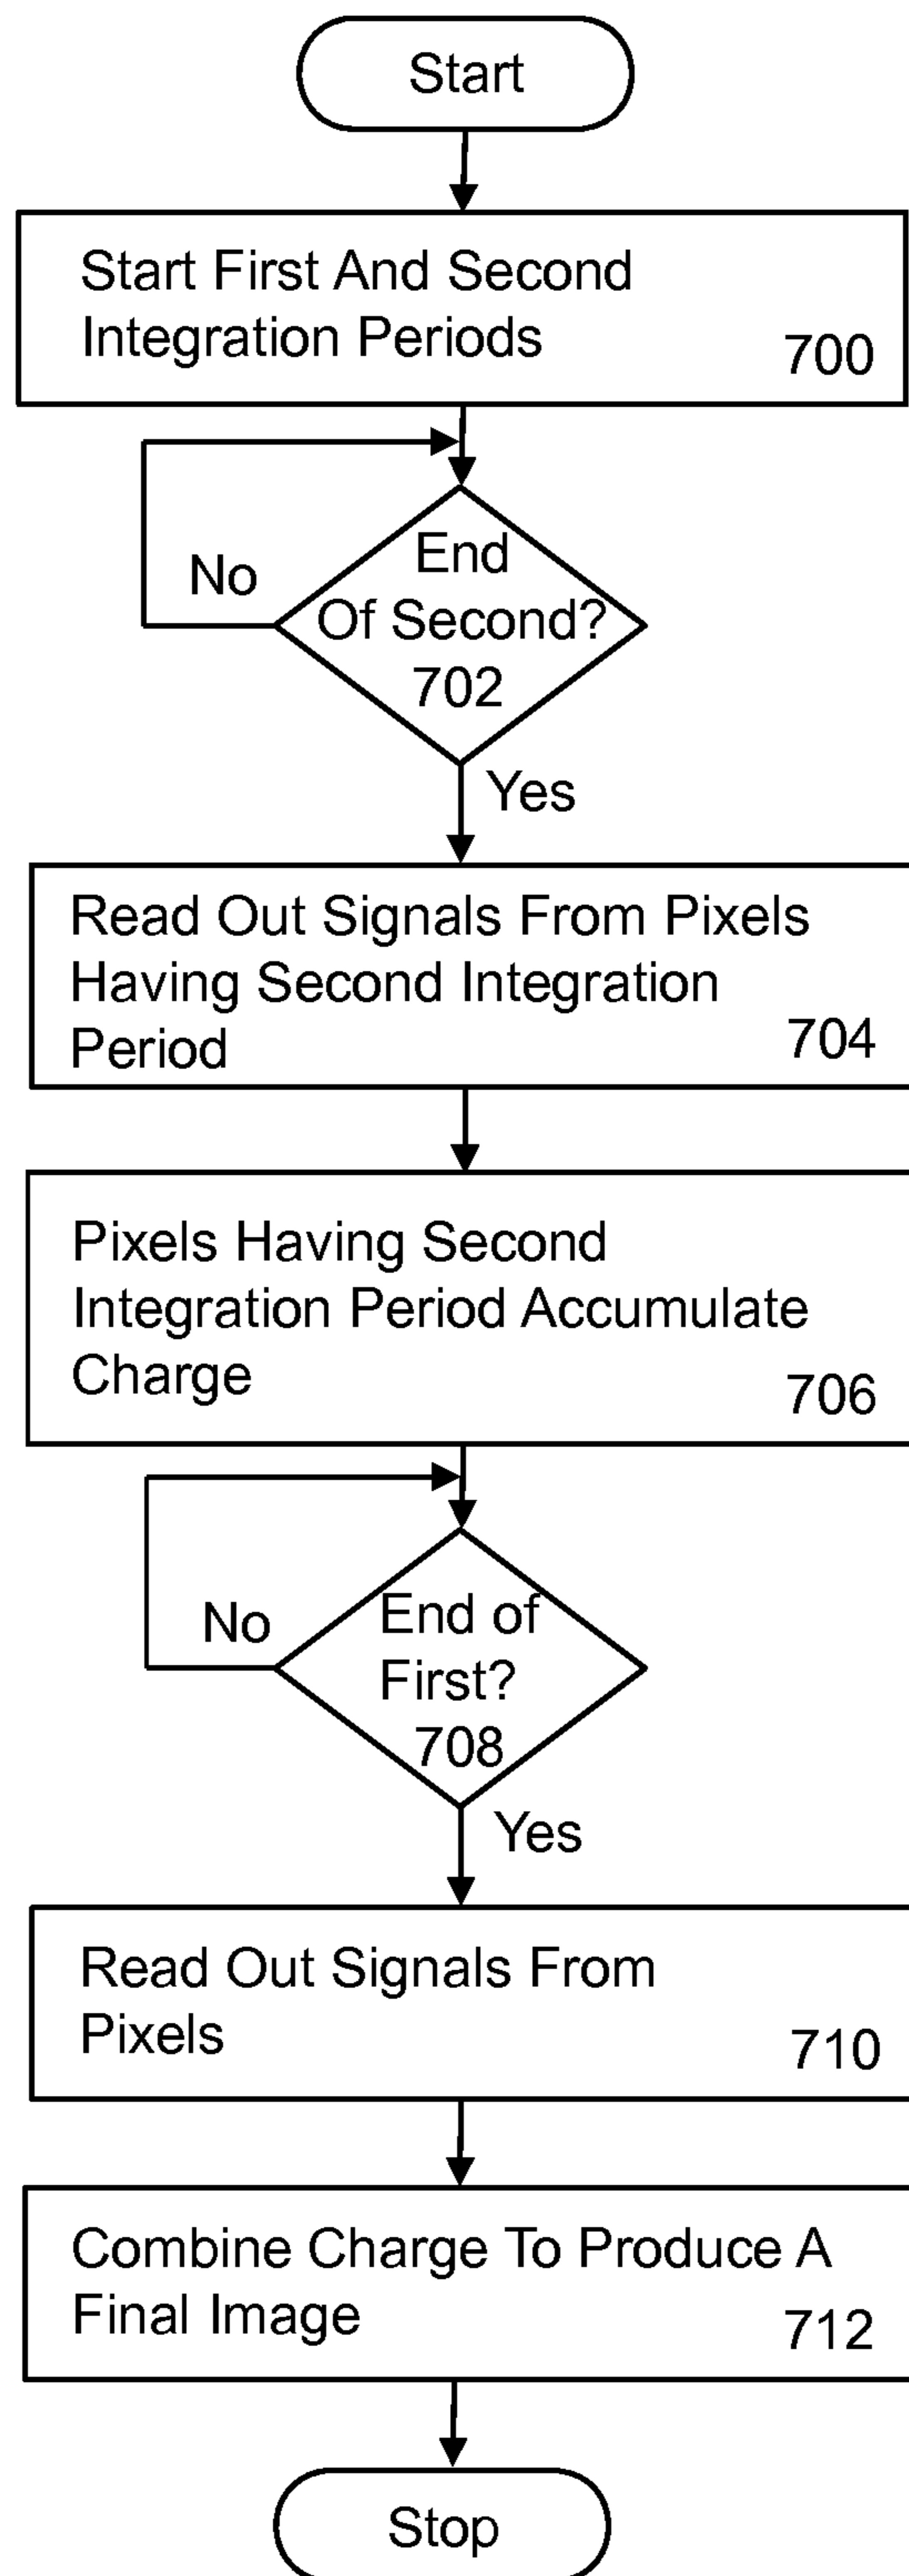 Start
Start First And Second
Integration Periods
700
End
Of Second?
702
No
Yes
Read Out Signals From Pixels
Having Second Integration
Period
704
Pixels Having Second
Integration Period Accumulate
Charge
706
End of
First?
708
No
Yes
Read Out Signals From
Pixels
710
Combine Charge To Produce A
Final Image
712
Stop